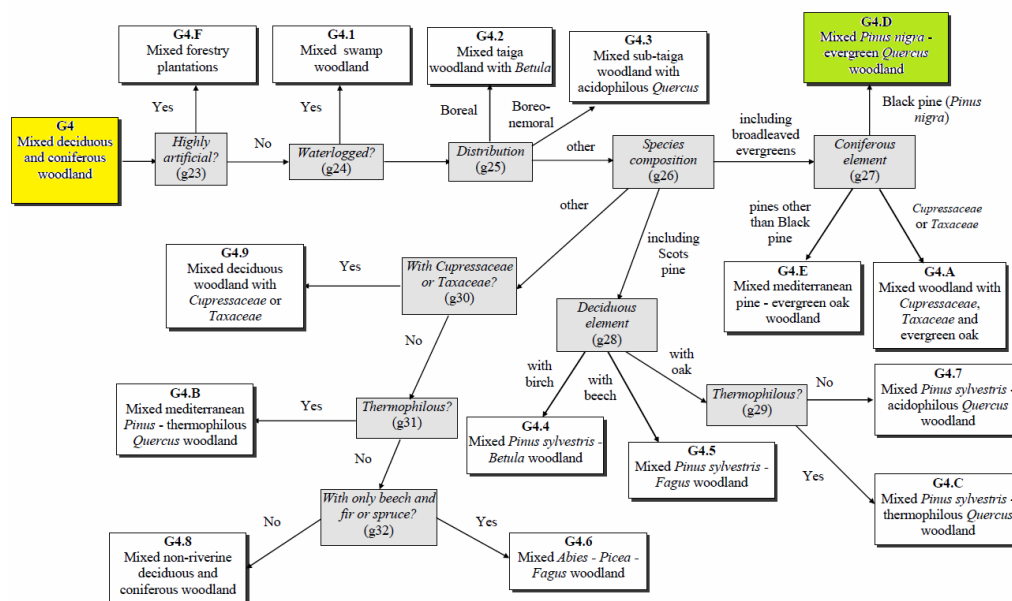 G4.F
Mixed forestry
plantations
G4.1
Mixed swamp
woodland
G4.2
Mixed taiga
woodland with Betula
G4.3
Mixed sub-taiga
woodland with
acidophilous Quercus
G4.D
Mixed Pinus nigra -
evergreen Quercus
woodland
Yes
Yes
Boreal
Boreo-
nemoral
Black pine (Pinus
nigra)
G4
Mixed deciduous
and coniferous
woodland
Highly
artificial?
(g23)
No
Waterlogged?
(g24)
Distribution
(g25)
other
Species
composition
(g26)
including
broadleaved
evergreens
Coniferous
element
(g27)
other
including
Scots
pine
pines other
than Black
pine
Cupressaceae
or Taxaceae
G4.9
Mixed deciduous
woodland with
Cupressaceae or
Taxaceae
Yes
With Cupressaceae
or Taxaceae?
(g30)
G4.E
Mixed mediterranean
pine - evergreen oak
woodland
G4.A
Mixed woodland with
Cupressaceae,
Taxaceae and
evergreen oak
No
Deciduous
element
(g28)
with
birch
with
beech
with
oak
Thermophilous?
(g29)
No
G4.7
Mixed Pinus sylvestris -
acidophilous Quercus
woodland
G4.B
Mixed mediterranean
Pinus - thermophilous
Quercus woodland
Yes
Thermophilous?
(g31)
G4.4
Mixed Pinus sylvestris -
Betula woodland
G4.5
Mixed Pinus sylvestris -
Fagus woodland
Yes
No
G4.C
Mixed Pinus sylvestris -
thermophilous Quercus
woodland
With only beech and
fir or spruce?
(g32)
No
Yes
G4.8
Mixed non-riverine
deciduous and
coniferous woodland
G4.6
Mixed Abies - Picea -
Fagus woodland